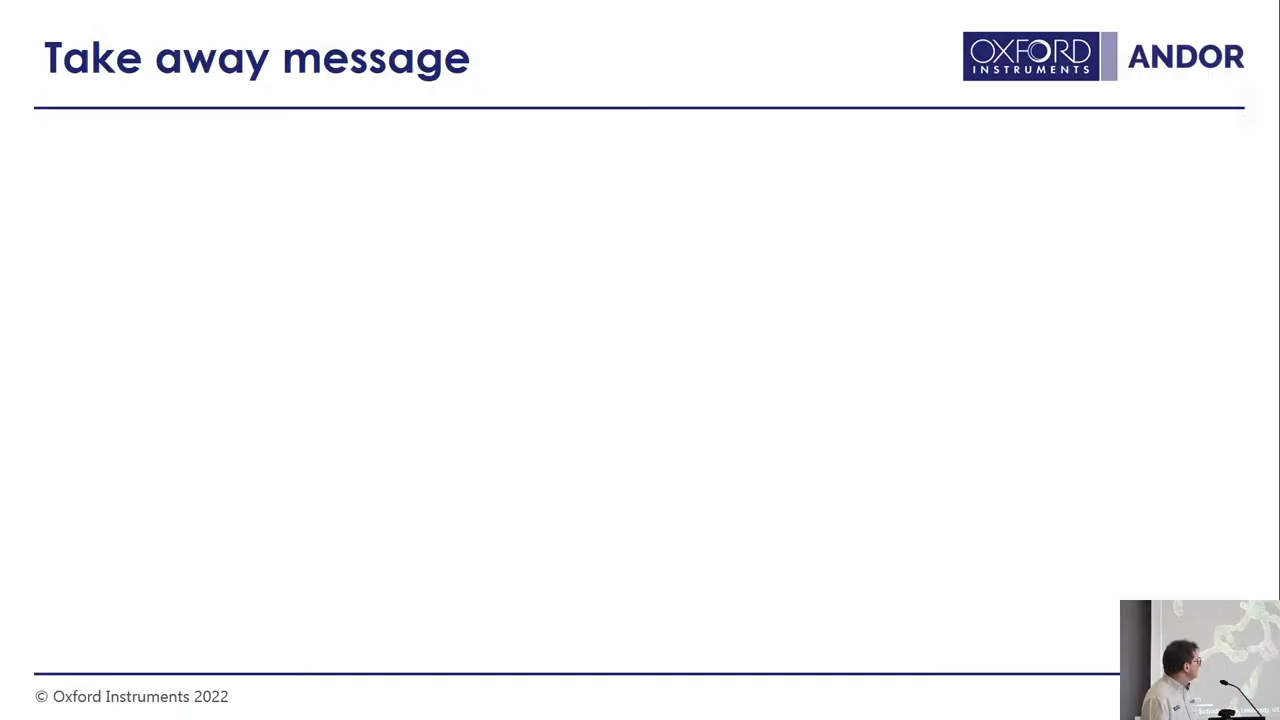 Take away message
OXFORD
INSTRUMENTS
ANDOR
© Oxford Instruments 2022